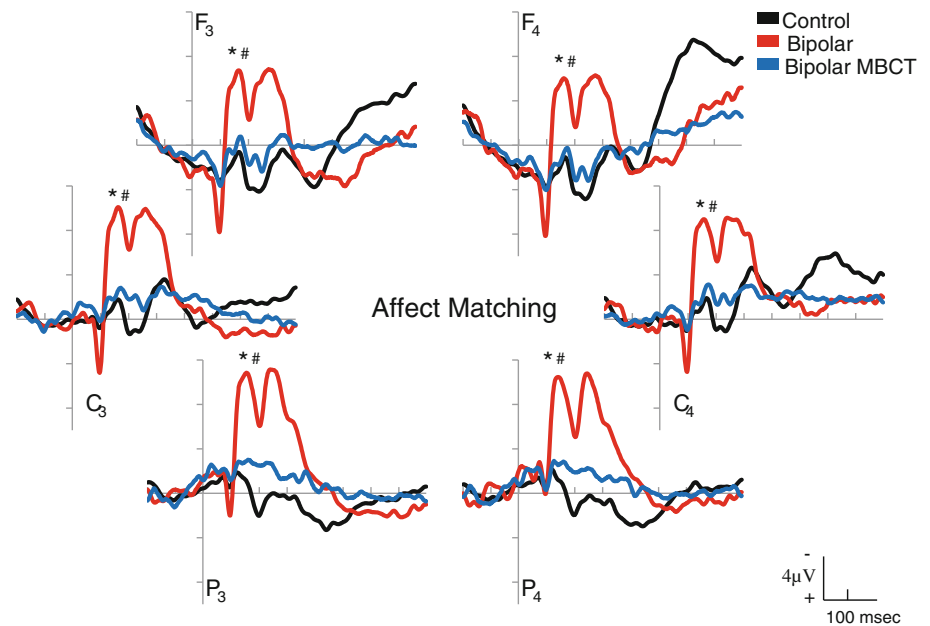 F3
* #
F4
* #
Control
Bipolar
Bipolar MBCT
* #
Affect Matching
* #
C3
* #
* #
C4
P3
P4
-
4μV
+
100 msec